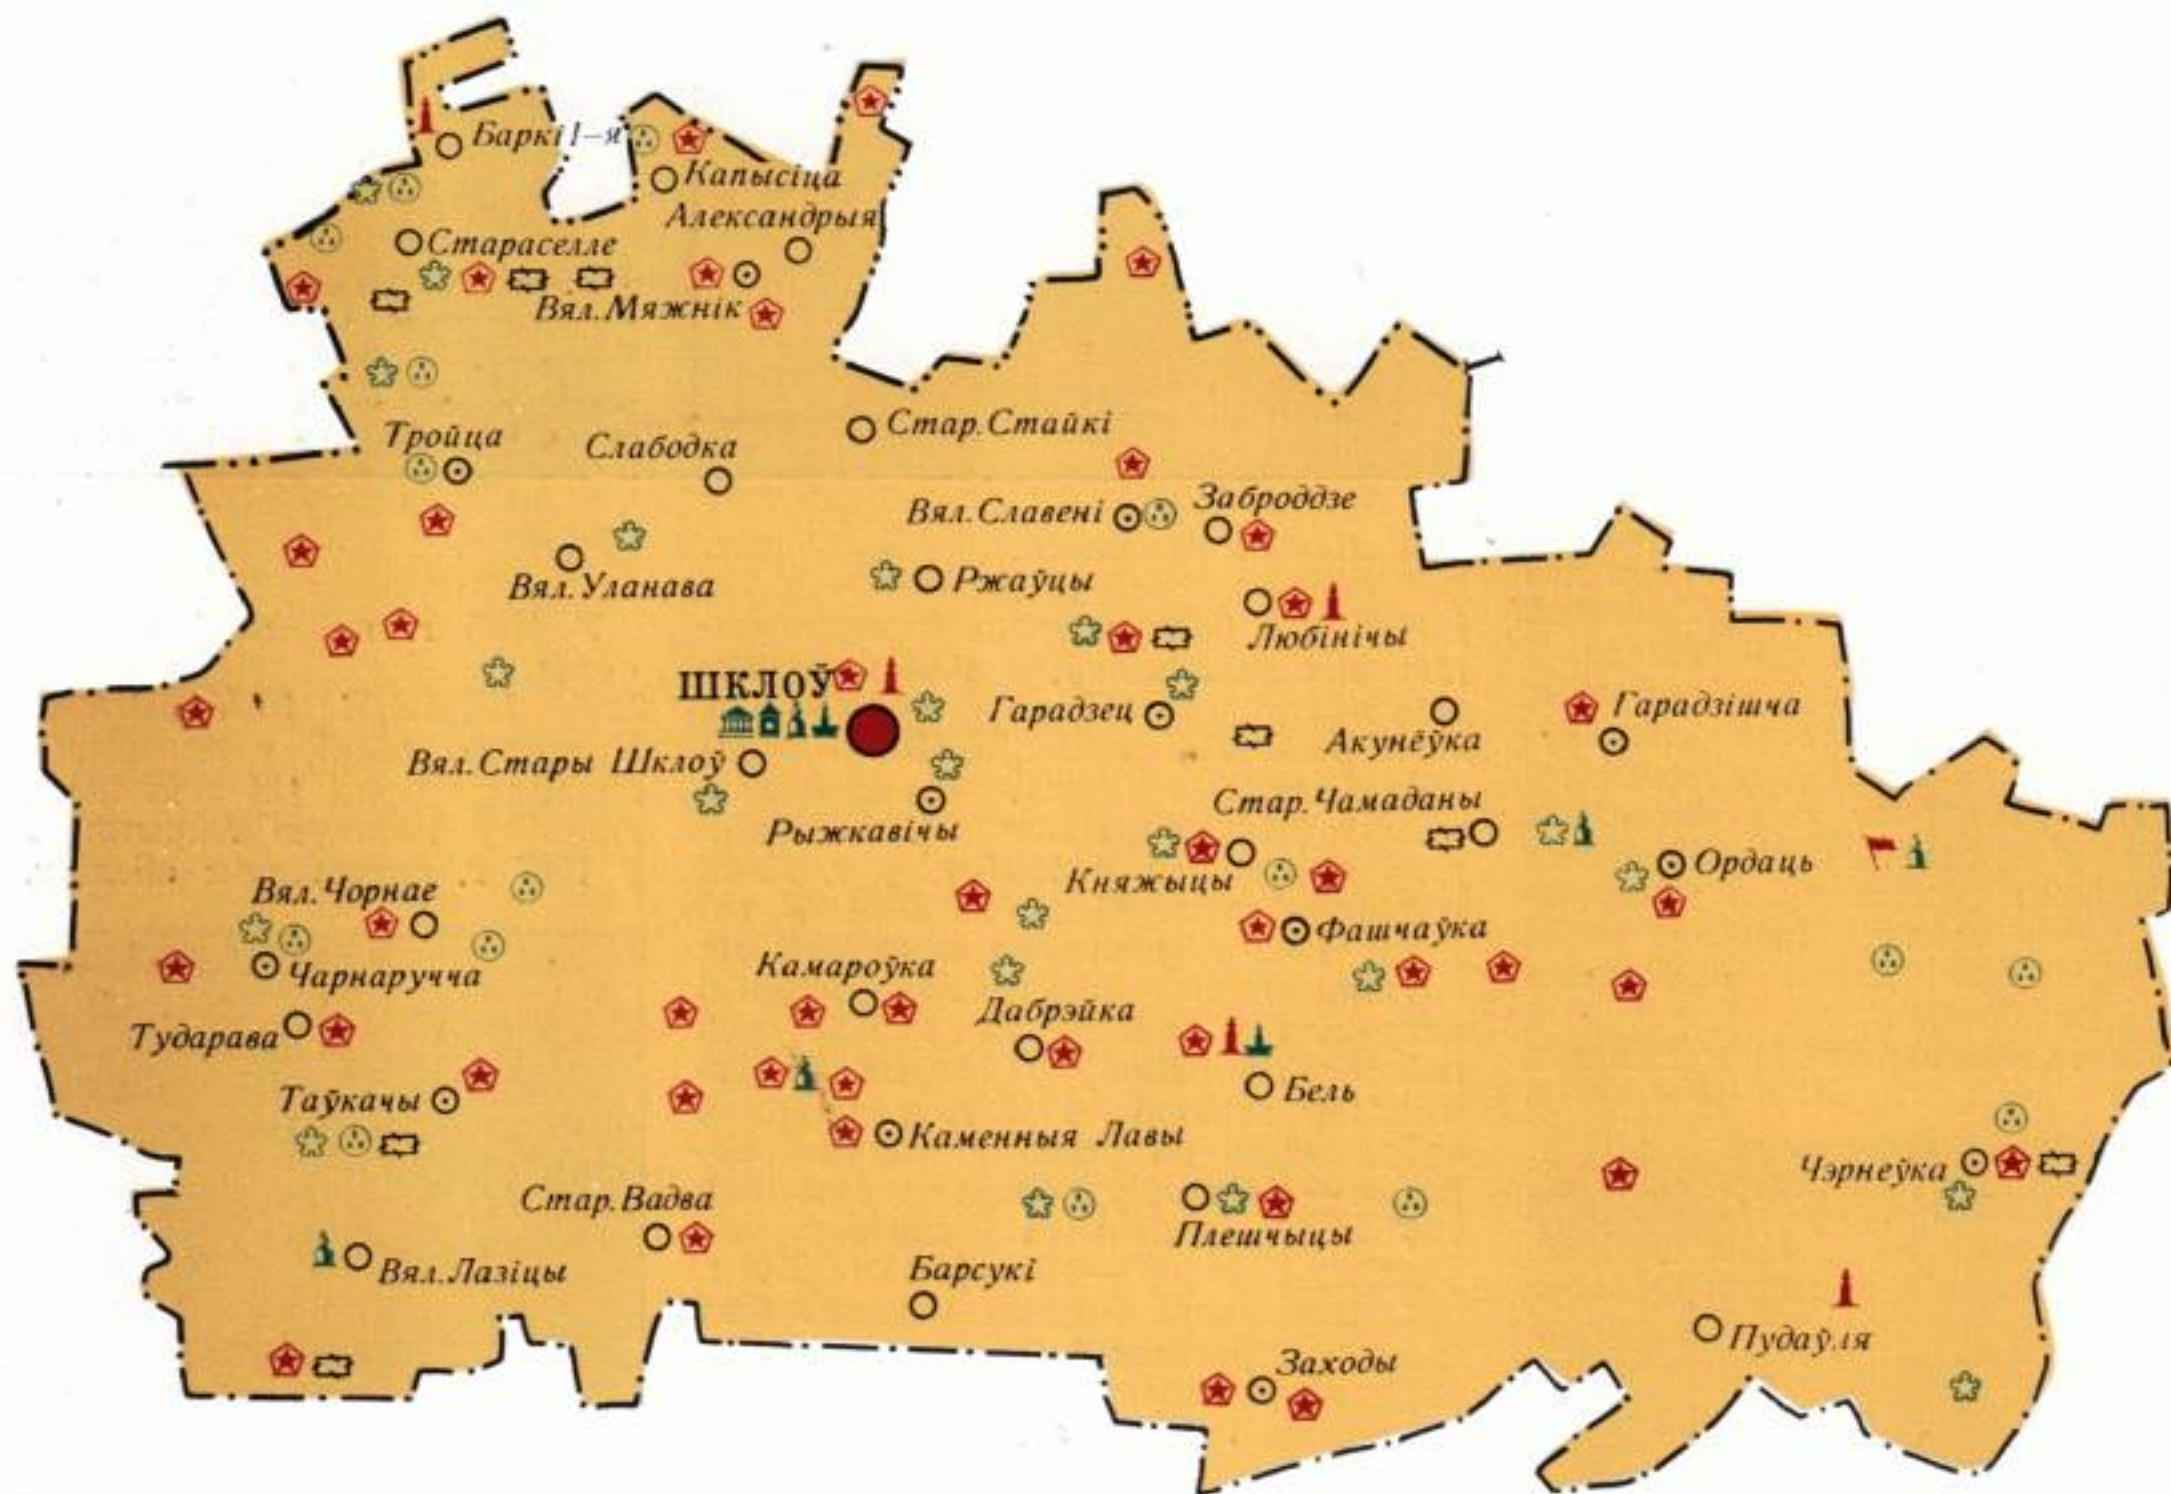 Баркі І-я
Капысіца
Александрыя
Стараселле
Вял.Мяжнік
Тройца
Слабодка
Стар.Стайкі
Вял.Славені
Заброддзе
Вял.Уланава
Ржаўцы
Любінічы
ШКЛОЎ
Гарадзец
Гарадзішча
Акунёўка
Вял.Стары Шклоў
Рыжкавічы
Стар.Чамаданы
Княжыцы
Ордаць
Вял.Чорнае
Фашчаўка
Чарнаручча
Камароўка
Дабрэйка
Тударава
Таўкачы
Бель
Каменныя Лавы
Чэрнеўка
Стар.Вадва
Плешчыцы
Вял.Лазіцы
Барсукі
Пудаўля
Заходы